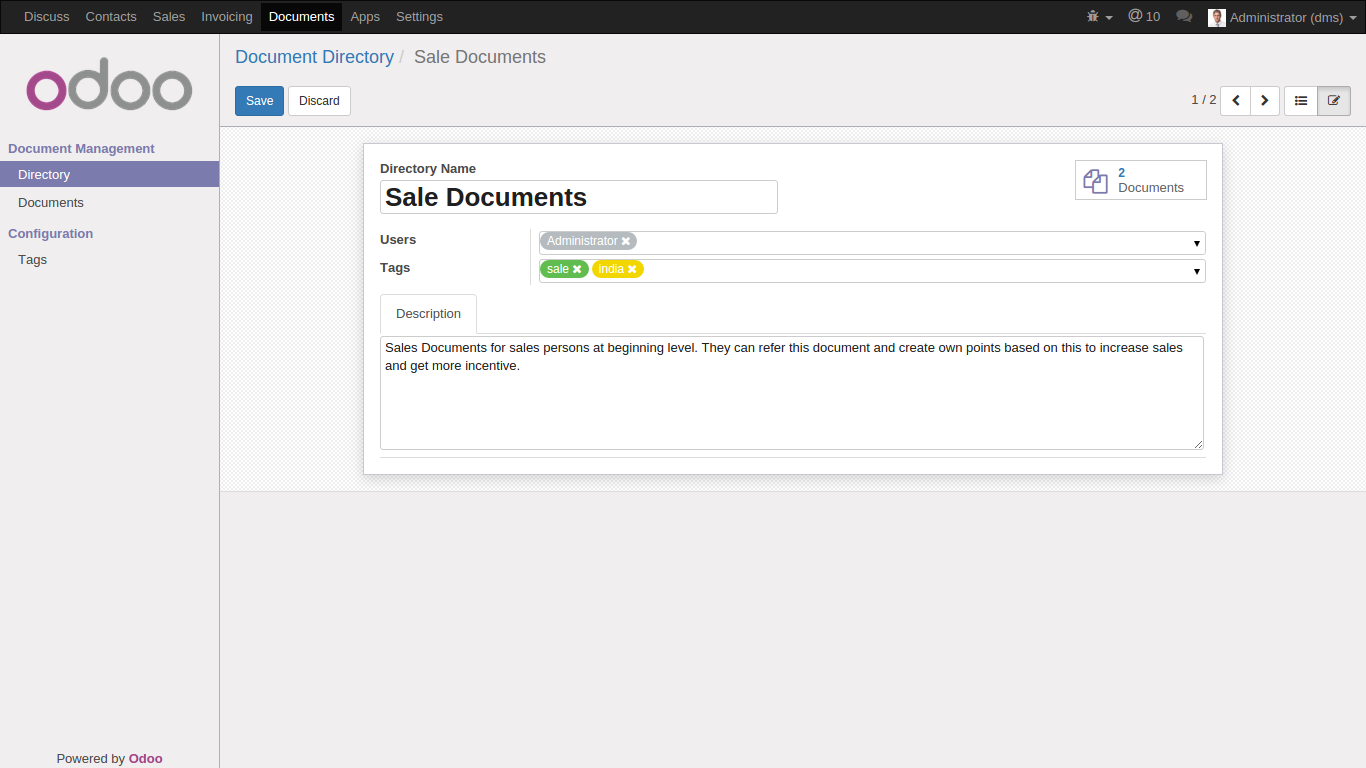 Discuss Contacts Sales Invoicing Documents Apps Settings @ 10 Administrator (dms)
odoo
Document Directory / Sale Documents
Save Discard 1 / 2
Document Management
Directory
Documents
Configuration
Tags
Directory Name
Sale Documents
2
Documents
Users Administrator
Tags sale india
Description
Sales Documents for sales persons at beginning level. They can refer this document and create own points based on this to increase sales
and get more incentive.
Powered by Odoo